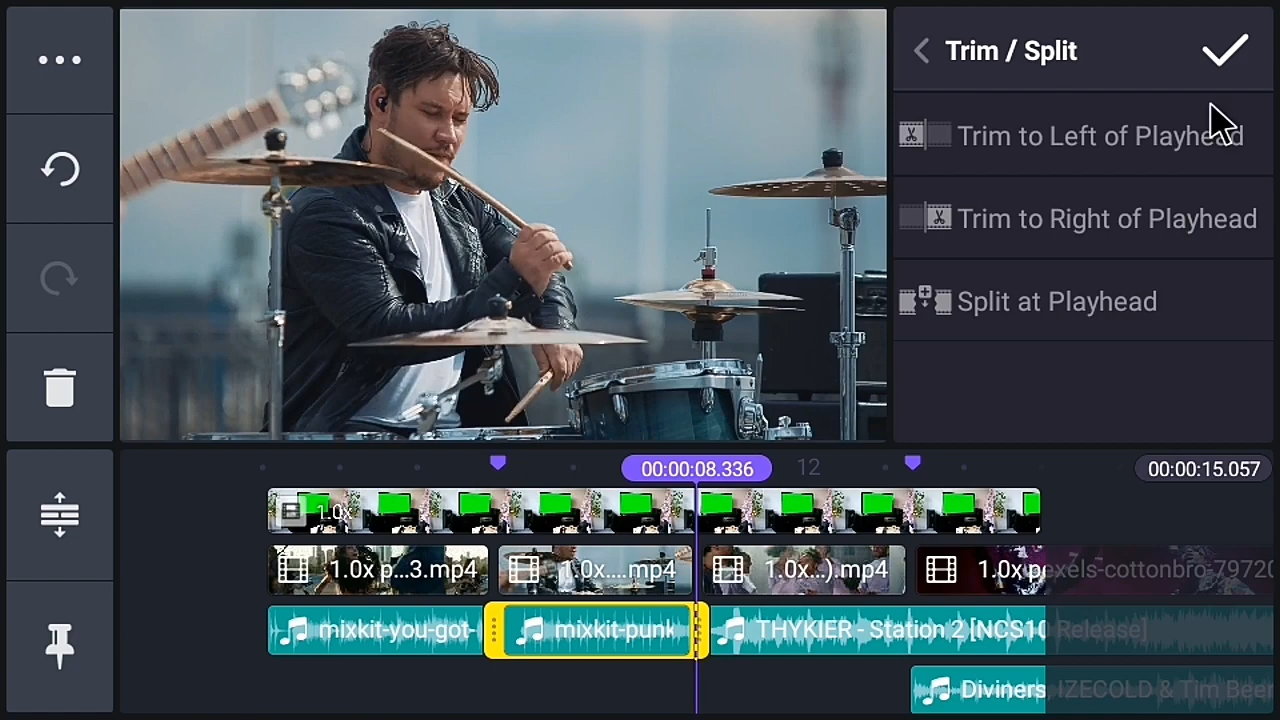 Trim / Split
Trim to Left of Playhead
Trim to Right of Playhead
Split at Playhead
00:00:08.336
12
00:00:15.057
1.0x
1.0x p...3.mp4
1.0x....mp4
1.0x...).mp4
1.0x pexels-cottonbro-79720
mixkit-you-got-
mixkit-punk
THYKIER - Station 2 [NCS10 Release]
Diviners, IZECOLD & Tim Beer